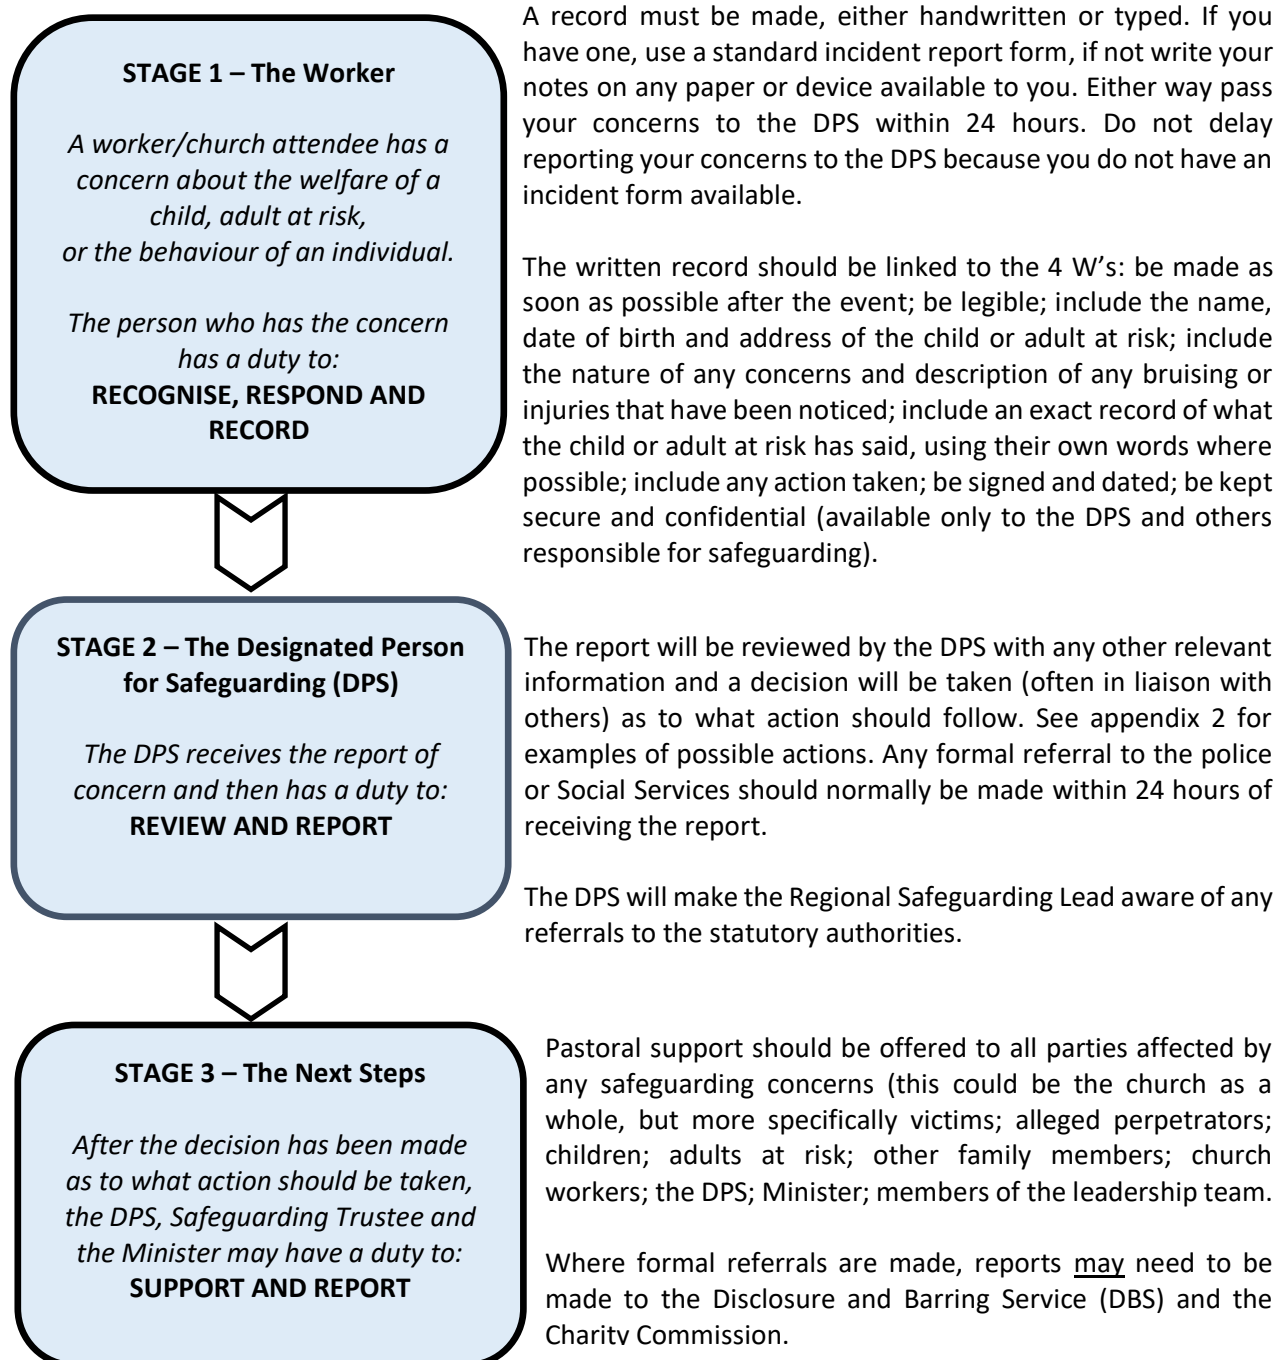 STAGE 1 – The Worker
A worker/church attendee has a
concern about the welfare of a
child, adult at risk,
or the behaviour of an individual.
The person who has the concern
has a duty to:
RECOGNISE, RESPOND AND
RECORD
A record must be made, either handwritten or typed. If you
have one, use a standard incident report form, if not write your
notes on any paper or device available to you. Either way pass
your concerns to the DPS within 24 hours. Do not delay
reporting your concerns to the DPS because you do not have an
incident form available.
The written record should be linked to the 4 W’s: be made as
soon as possible after the event; be legible; include the name,
date of birth and address of the child or adult at risk; include
the nature of any concerns and description of any bruising or
injuries that have been noticed; include an exact record of what
the child or adult at risk has said, using their own words where
possible; include any action taken; be signed and dated; be kept
secure and confidential (available only to the DPS and others
responsible for safeguarding).
STAGE 2 – The Designated Person
for Safeguarding (DPS)
The DPS receives the report of
concern and then has a duty to:
REVIEW AND REPORT
The report will be reviewed by the DPS with any other relevant
information and a decision will be taken (often in liaison with
others) as to what action should follow. See appendix 2 for
examples of possible actions. Any formal referral to the police
or Social Services should normally be made within 24 hours of
receiving the report.
The DPS will make the Regional Safeguarding Lead aware of any
referrals to the statutory authorities.
STAGE 3 – The Next Steps
After the decision has been made
as to what action should be taken,
the DPS, Safeguarding Trustee and
the Minister may have a duty to:
SUPPORT AND REPORT
Pastoral support should be offered to all parties affected by
any safeguarding concerns (this could be the church as a
whole, but more specifically victims; alleged perpetrators;
children; adults at risk; other family members; church
workers; the DPS; Minister; members of the leadership team.
Where formal referrals are made, reports may need to be
made to the Disclosure and Barring Service (DBS) and the
Charity Commission.